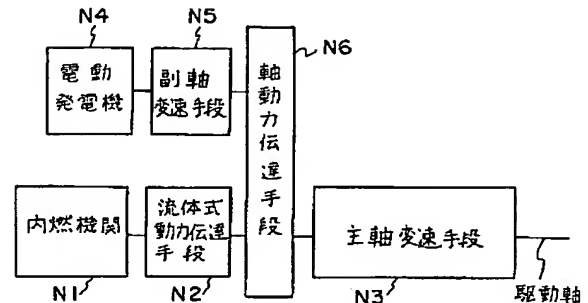 N4
N5
N6
電動
発電機
副軸
変速手段
軸動力伝達手段
内燃機関
流体式
動力伝達
手段
主軸変速手段
N1
N2
N3
駆動軸